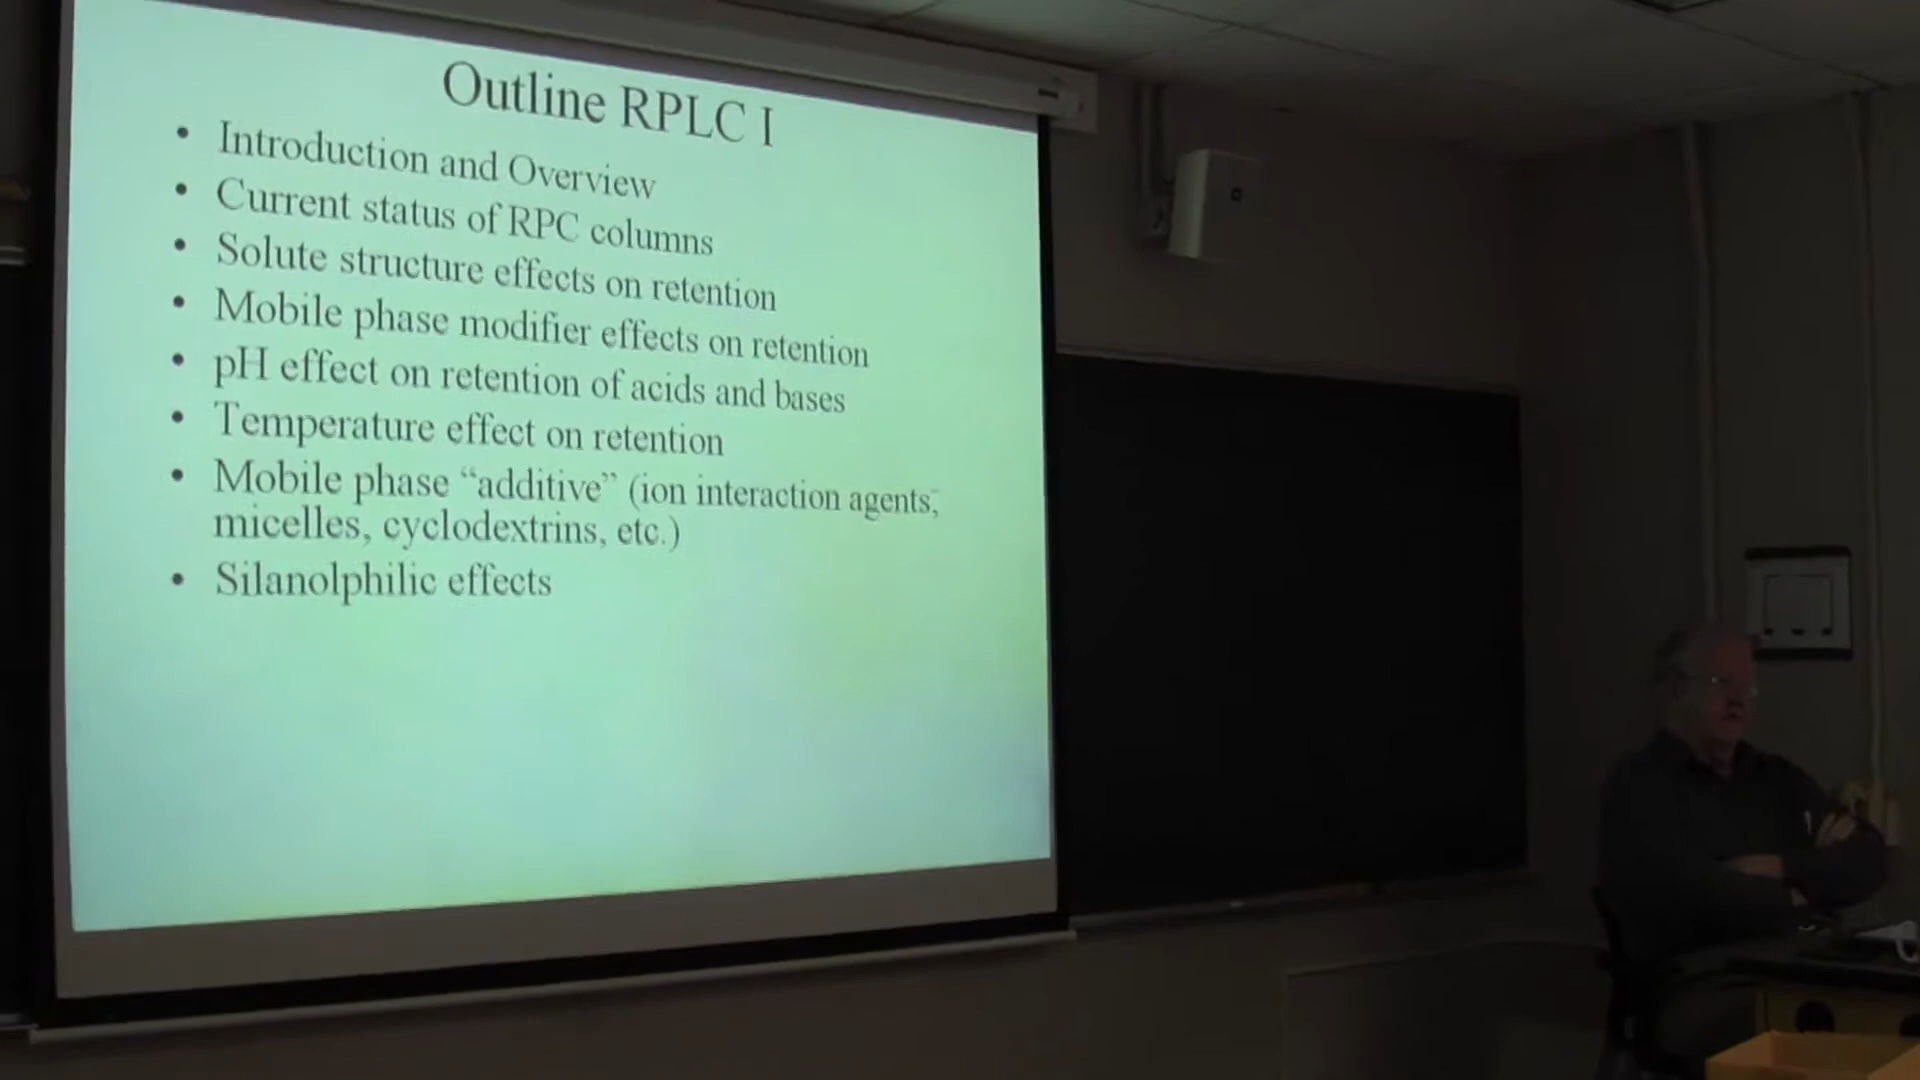 Outline RPLC I
• Introduction and Overview
• Current status of RPC columns
• Solute structure effects on retention
• Mobile phase modifier effects on retention
• pH effect on retention of acids and bases
• Temperature effect on retention
• Mobile phase “additive” (ion interaction agents,
micelles, cyclodextrins, etc.)
• Silanolphilic effects